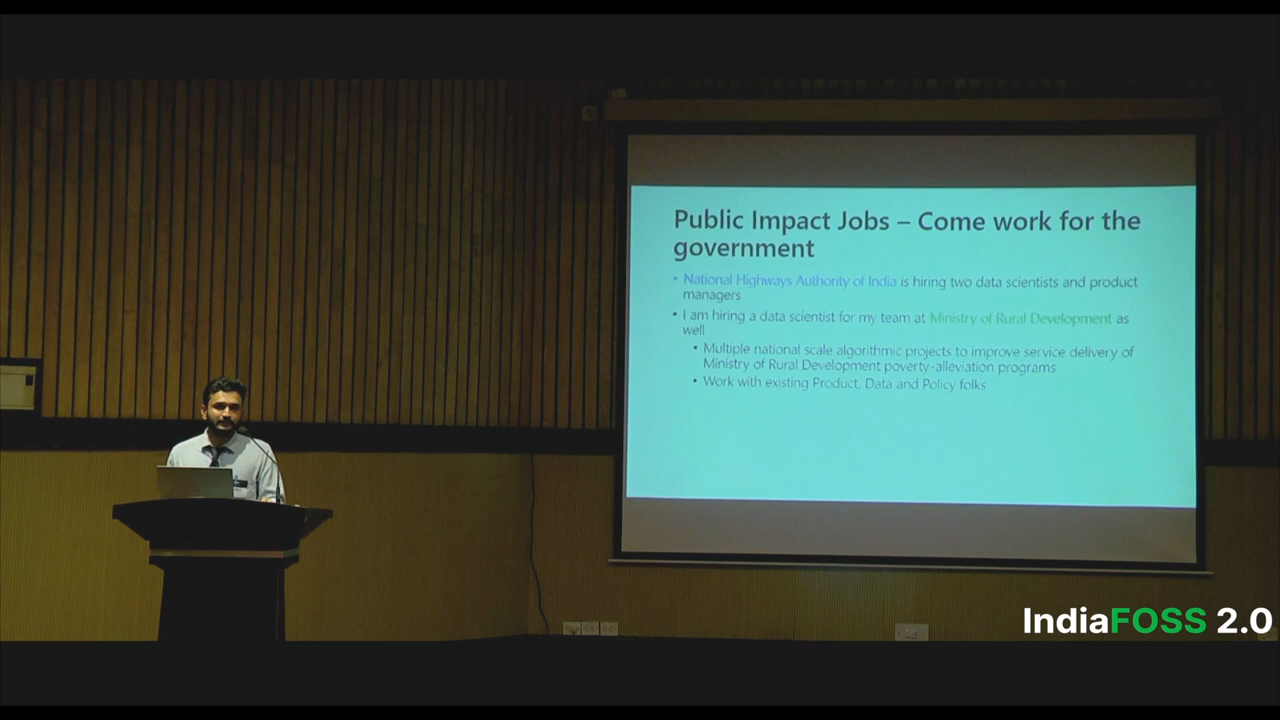 Public Impact Jobs – Come work for the
government
• National Highways Authority of India is hiring two data scientists and product
managers
• I am hiring a data scientist for my team at Ministry of Rural Development as
well
• Multiple national scale algorithmic projects to improve service delivery of
Ministry of Rural Development poverty-alleviation programs
• Work with existing Product, Data and Policy folks
IndiaFOSS 2.0